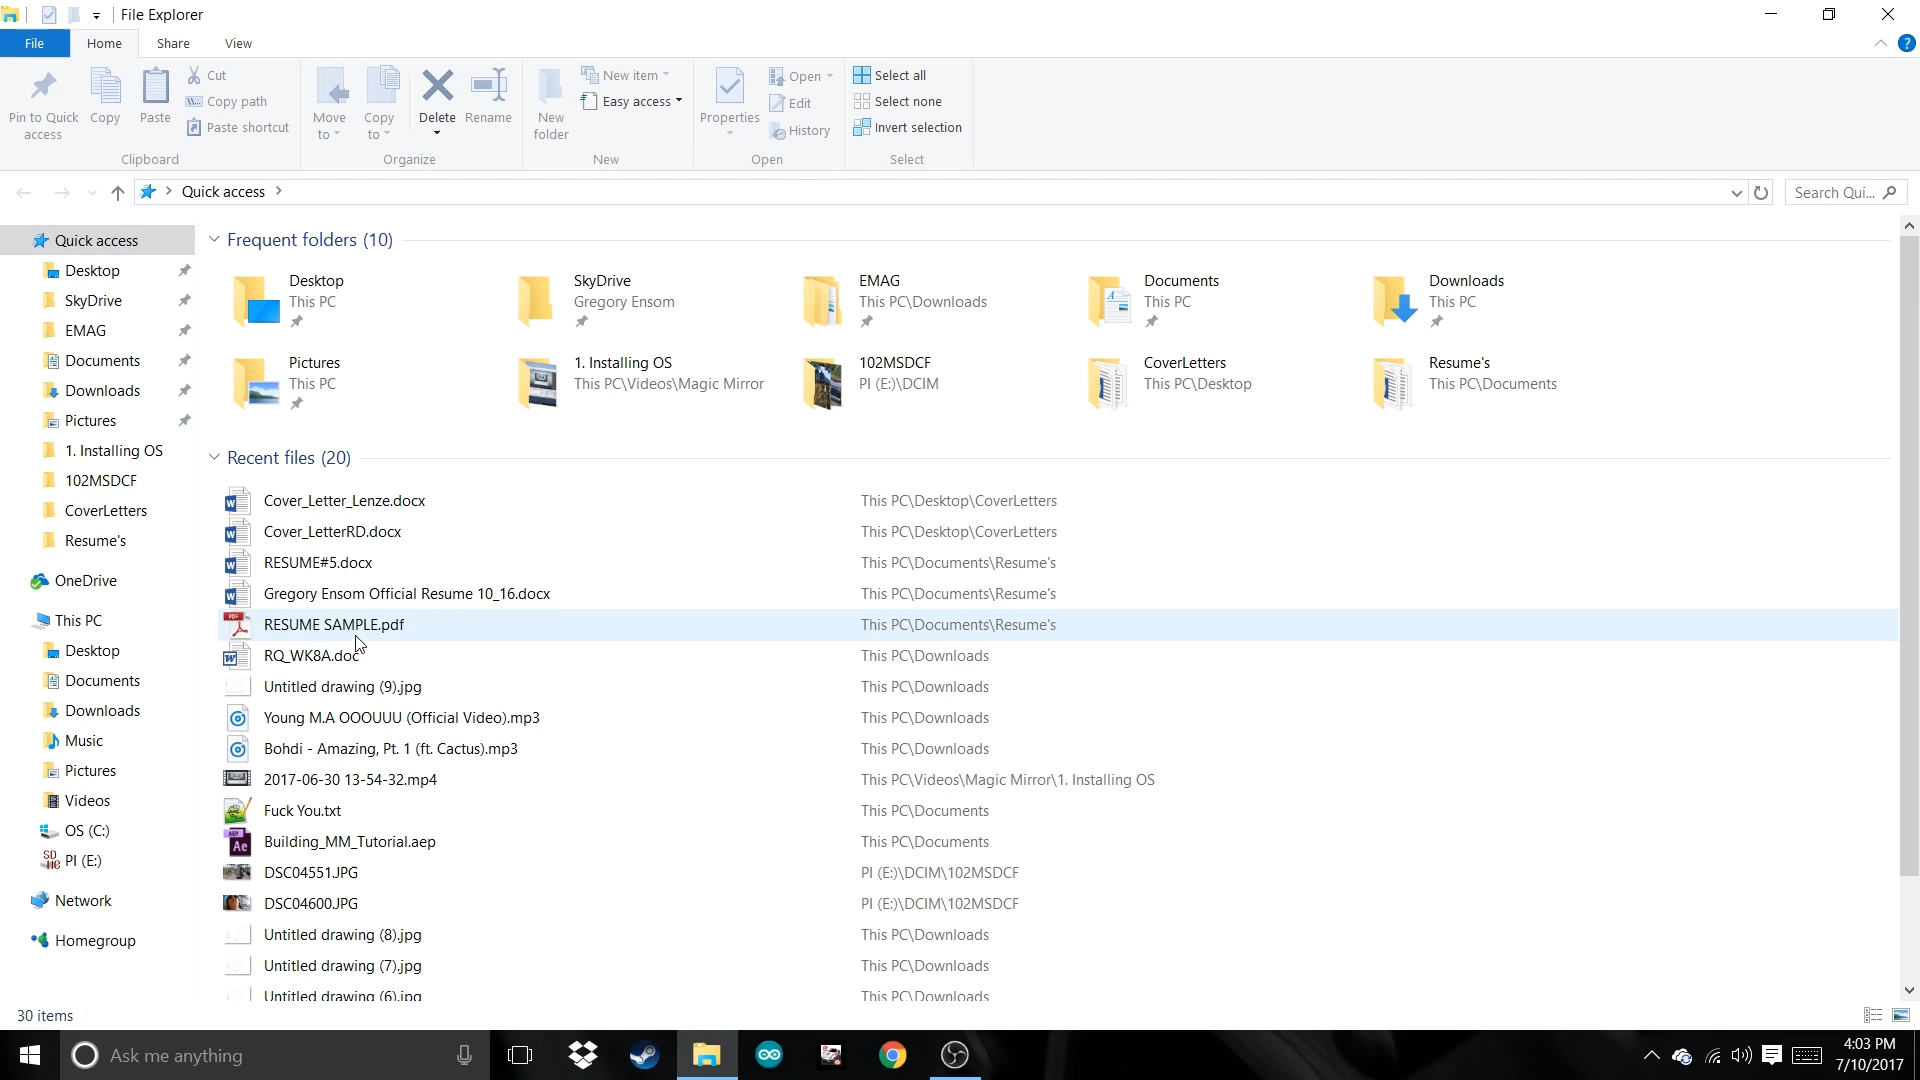 File Explorer
File
Home
Share
View
Pin to Quick access
Copy
Paste
Cut
Copy path
Paste shortcut
Clipboard
Move to
Copy to
Delete
Rename
Organize
New folder
New item
Easy access
New
Properties
Open
Edit
History
Open
Select all
Select none
Invert selection
Select
Quick access
Search Qui...
Quick access
Desktop
SkyDrive
EMAG
Documents
Downloads
Pictures
1. Installing OS
102MSDCF
CoverLetters
Resume's
OneDrive
This PC
Desktop
Documents
Downloads
Music
Pictures
Videos
OS (C:)
PI (E:)
Network
Homegroup
Frequent folders (10)
Desktop
This PC
SkyDrive
Gregory Ensom
EMAG
This PC\Downloads
Documents
This PC
Downloads
This PC
Pictures
This PC
1. Installing OS
This PC\Videos\Magic Mirror
102MSDCF
PI (E:)\DCIM
CoverLetters
This PC\Desktop
Resume's
This PC\Documents
Recent files (20)
Cover_Letter_Lenze.docx This PC\Desktop\CoverLetters
Cover_LetterRD.docx This PC\Desktop\CoverLetters
RESUME#5.docx This PC\Documents\Resume's
Gregory Ensom Official Resume 10_16.docx This PC\Documents\Resume's
RESUME SAMPLE.pdf This PC\Documents\Resume's
RQ_WK8A.doc This PC\Downloads
Untitled drawing (9).jpg This PC\Downloads
Young M.A OOOUUU (Official Video).mp3 This PC\Downloads
Bohdi - Amazing, Pt. 1 (ft. Cactus).mp3 This PC\Downloads
2017-06-30 13-54-32.mp4 This PC\Videos\Magic Mirror\1. Installing OS
Fuck You.txt This PC\Documents
Building_MM_Tutorial.aep This PC\Documents
DSC04551.JPG PI (E:)\DCIM\102MSDCF
DSC04600.JPG PI (E:)\DCIM\102MSDCF
Untitled drawing (8).jpg This PC\Downloads
Untitled drawing (7).jpg This PC\Downloads
Untitled drawing (6).jpg This PC\Downloads
30 items
Ask me anything
4:03 PM
7/10/2017